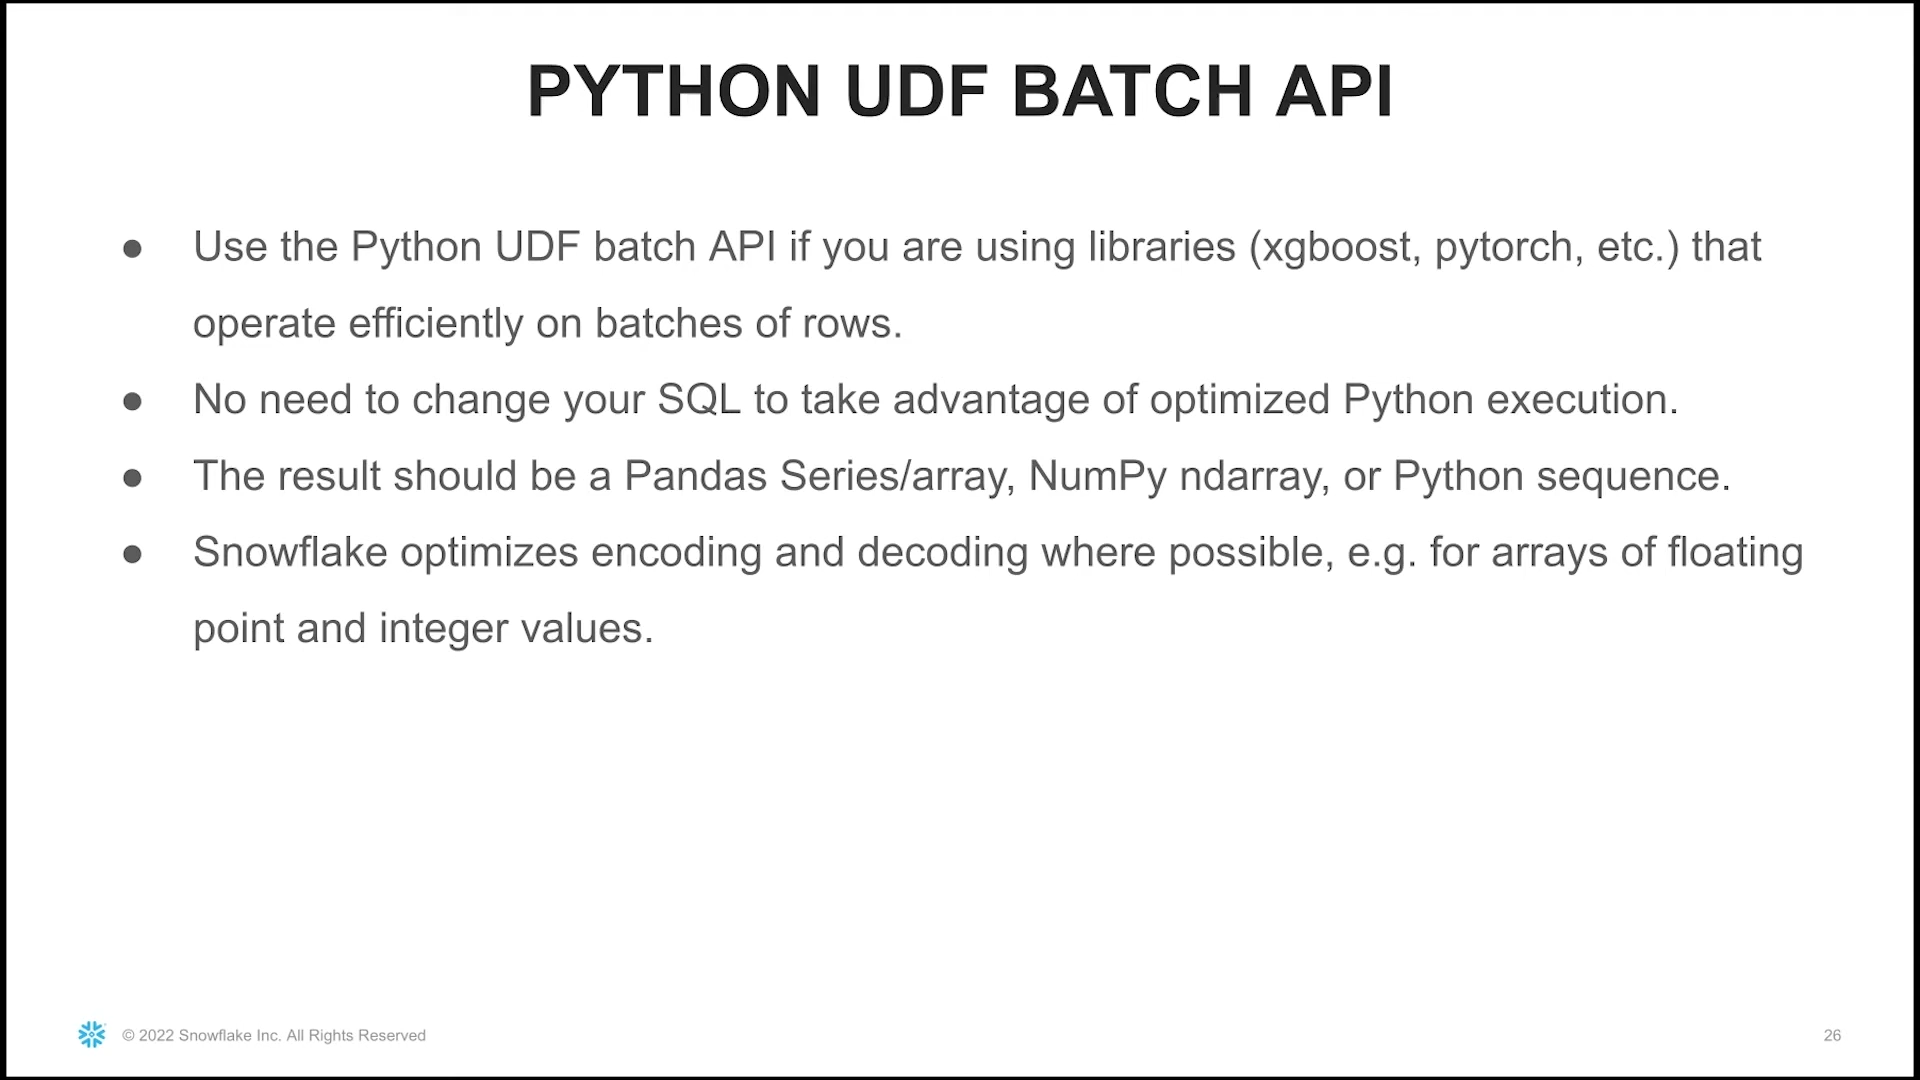 PYTHON UDF BATCH API
● Use the Python UDF batch API if you are using libraries (xgboost, pytorch, etc.) that
operate efficiently on batches of rows.
● No need to change your SQL to take advantage of optimized Python execution.
● The result should be a Pandas Series/array, NumPy ndarray, or Python sequence.
● Snowflake optimizes encoding and decoding where possible, e.g. for arrays of floating
point and integer values.
© 2022 Snowflake Inc. All Rights Reserved
26